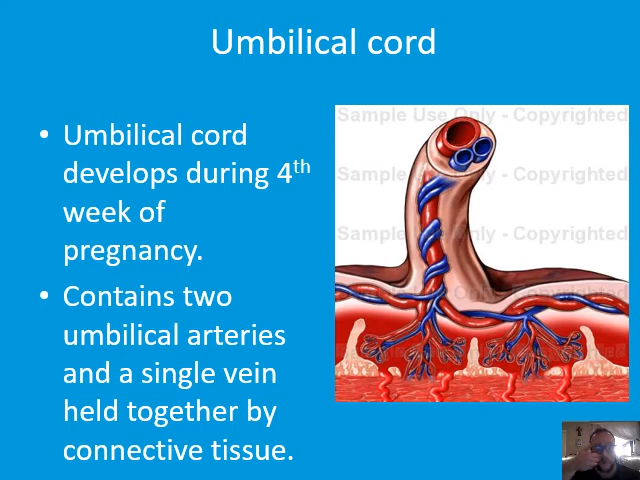 Umbilical cord
• Umbilical cord
develops during 4th
week of
pregnancy.
• Contains two
umbilical arteries
and a single vein
held together by
connective tissue.
Sample Use Only - Copyrighted
Sample Use Only - Copyrighted
Sample Use Only - Copyrighted